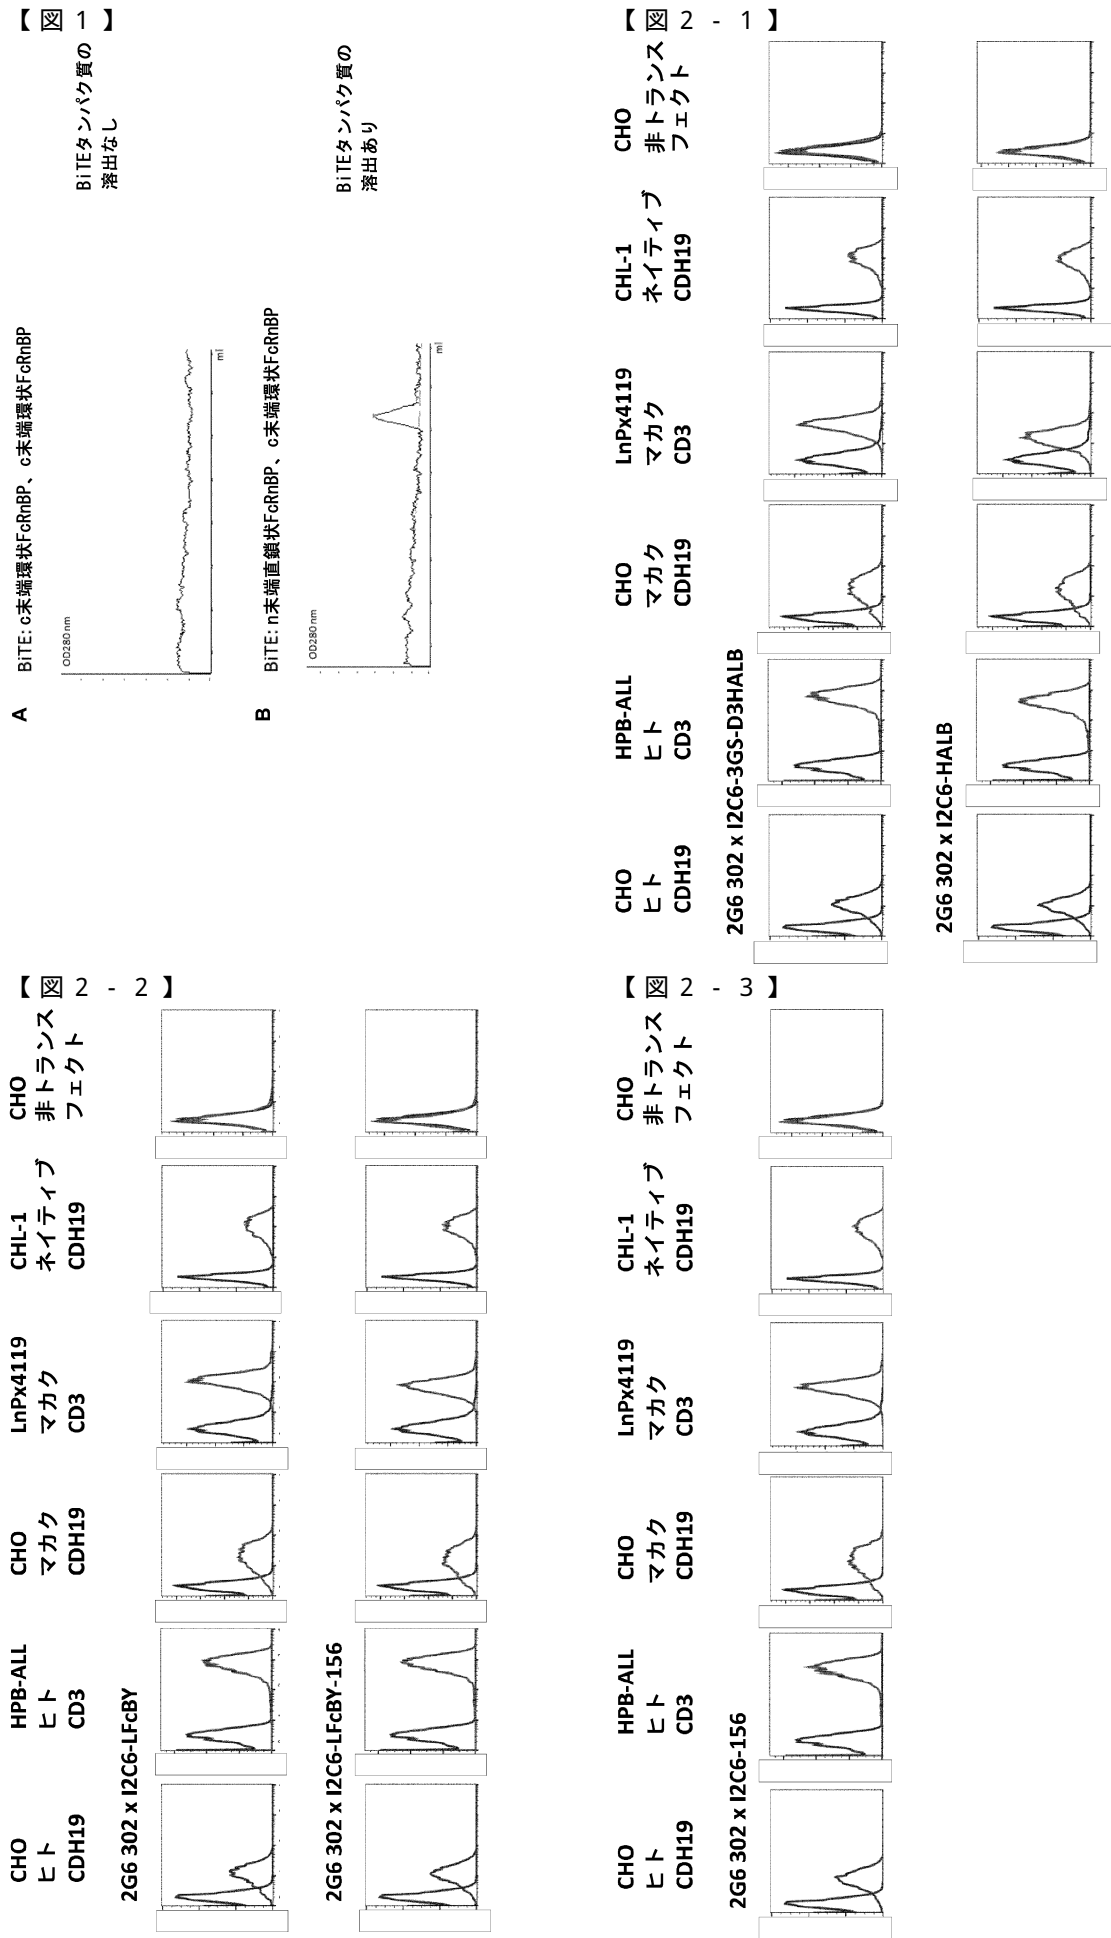 【図1】
A
BiTE: c末端環状FcRnBP、c末端環状FcRnBP
OD280 nm
ml
BiTEタンパク質の
溶出なし
B
BiTE: n末端直鎖状FcRnBP、c末端環状FcRnBP
OD280 nm
ml
BiTEタンパク質の
溶出あり
【図2-1】
CHO
ヒト
CDH19
HPB-ALL
ヒト
CD3
CHO
マカク
CDH19
LnPx4119
マカク
CD3
CHL-1
ネイティブ
CDH19
CHO
非トランス
フェクト
2G6 302 x I2C6-3GS-D3HALB
2G6 302 x I2C6-HALB
【図2-2】
CHO
ヒト
CDH19
HPB-ALL
ヒト
CD3
CHO
マカク
CDH19
LnPx4119
マカク
CD3
CHL-1
ネイティブ
CDH19
CHO
非トランス
フェクト
2G6 302 x I2C6-LFcBY
2G6 302 x I2C6-LFcBY-156
【図2-3】
CHO
ヒト
CDH19
HPB-ALL
ヒト
CD3
CHO
マカク
CDH19
LnPx4119
マカク
CD3
CHL-1
ネイティブ
CDH19
CHO
非トランス
フェクト
2G6 302 x I2C6-156